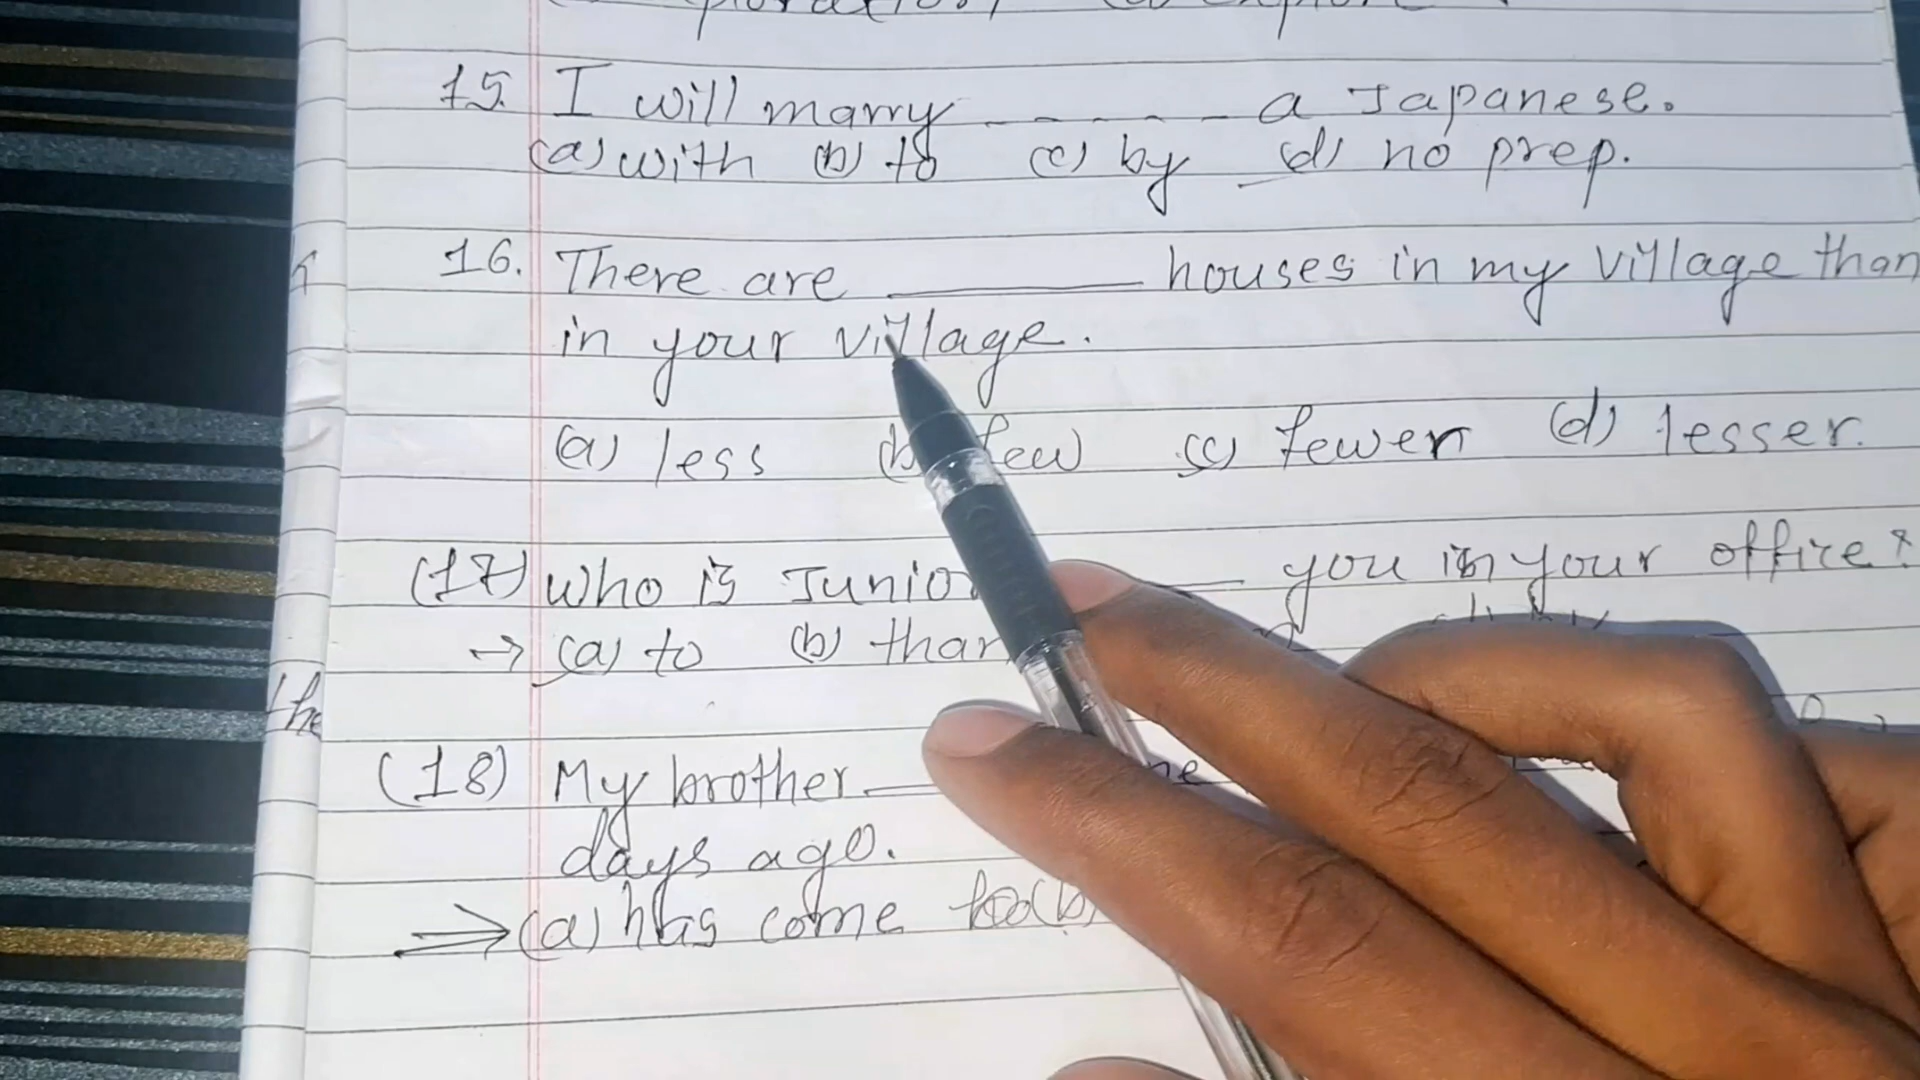 15. I will marry ------ a Japanese.
(a) with (b) to (c) by (d) no prep.
16. There are ______ houses in my village than
in your village.
(a) less (b) few (c) fewer (d) lesser.
(17) Who is Junio ____ you in your office?
→ (a) to (b) than
the
(18) My brother ____
days ago.
⇒ (a) has come (b)